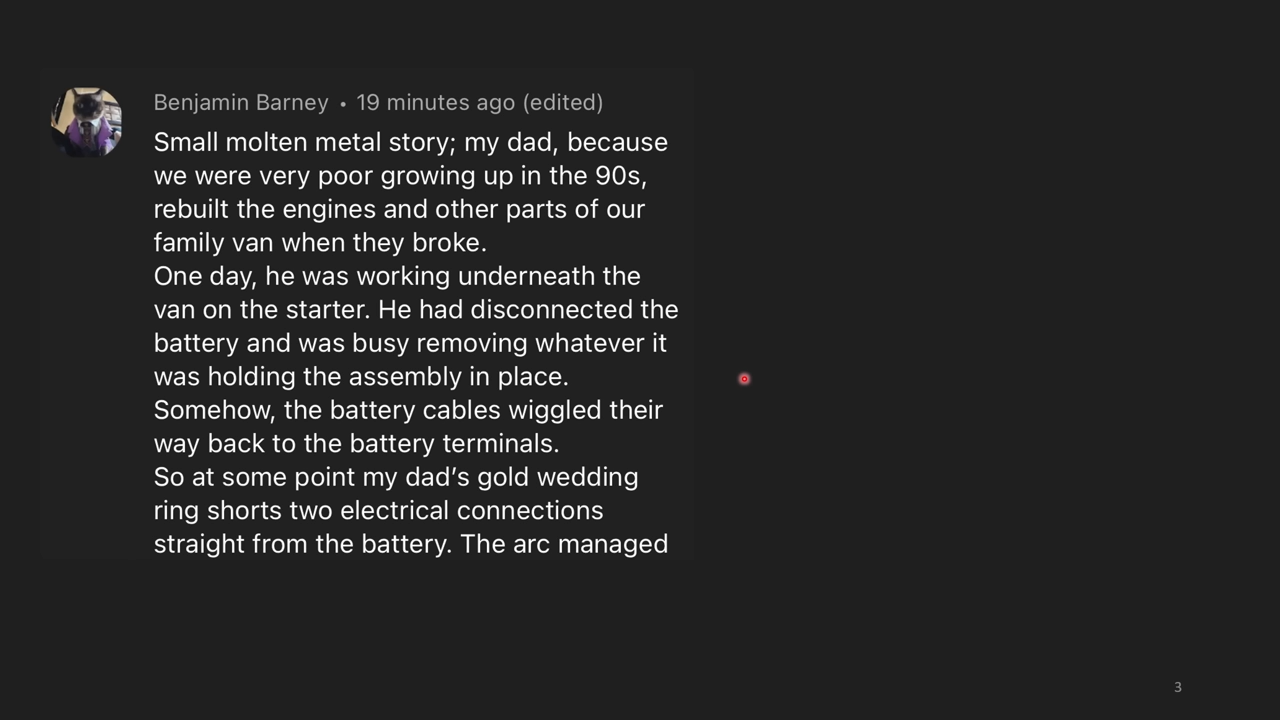 Benjamin Barney • 19 minutes ago (edited)
Small molten metal story; my dad, because
we were very poor growing up in the 90s,
rebuilt the engines and other parts of our
family van when they broke.
One day, he was working underneath the
van on the starter. He had disconnected the
battery and was busy removing whatever it
was holding the assembly in place.
Somehow, the battery cables wiggled their
way back to the battery terminals.
So at some point my dad’s gold wedding
ring shorts two electrical connections
straight from the battery. The arc managed
3